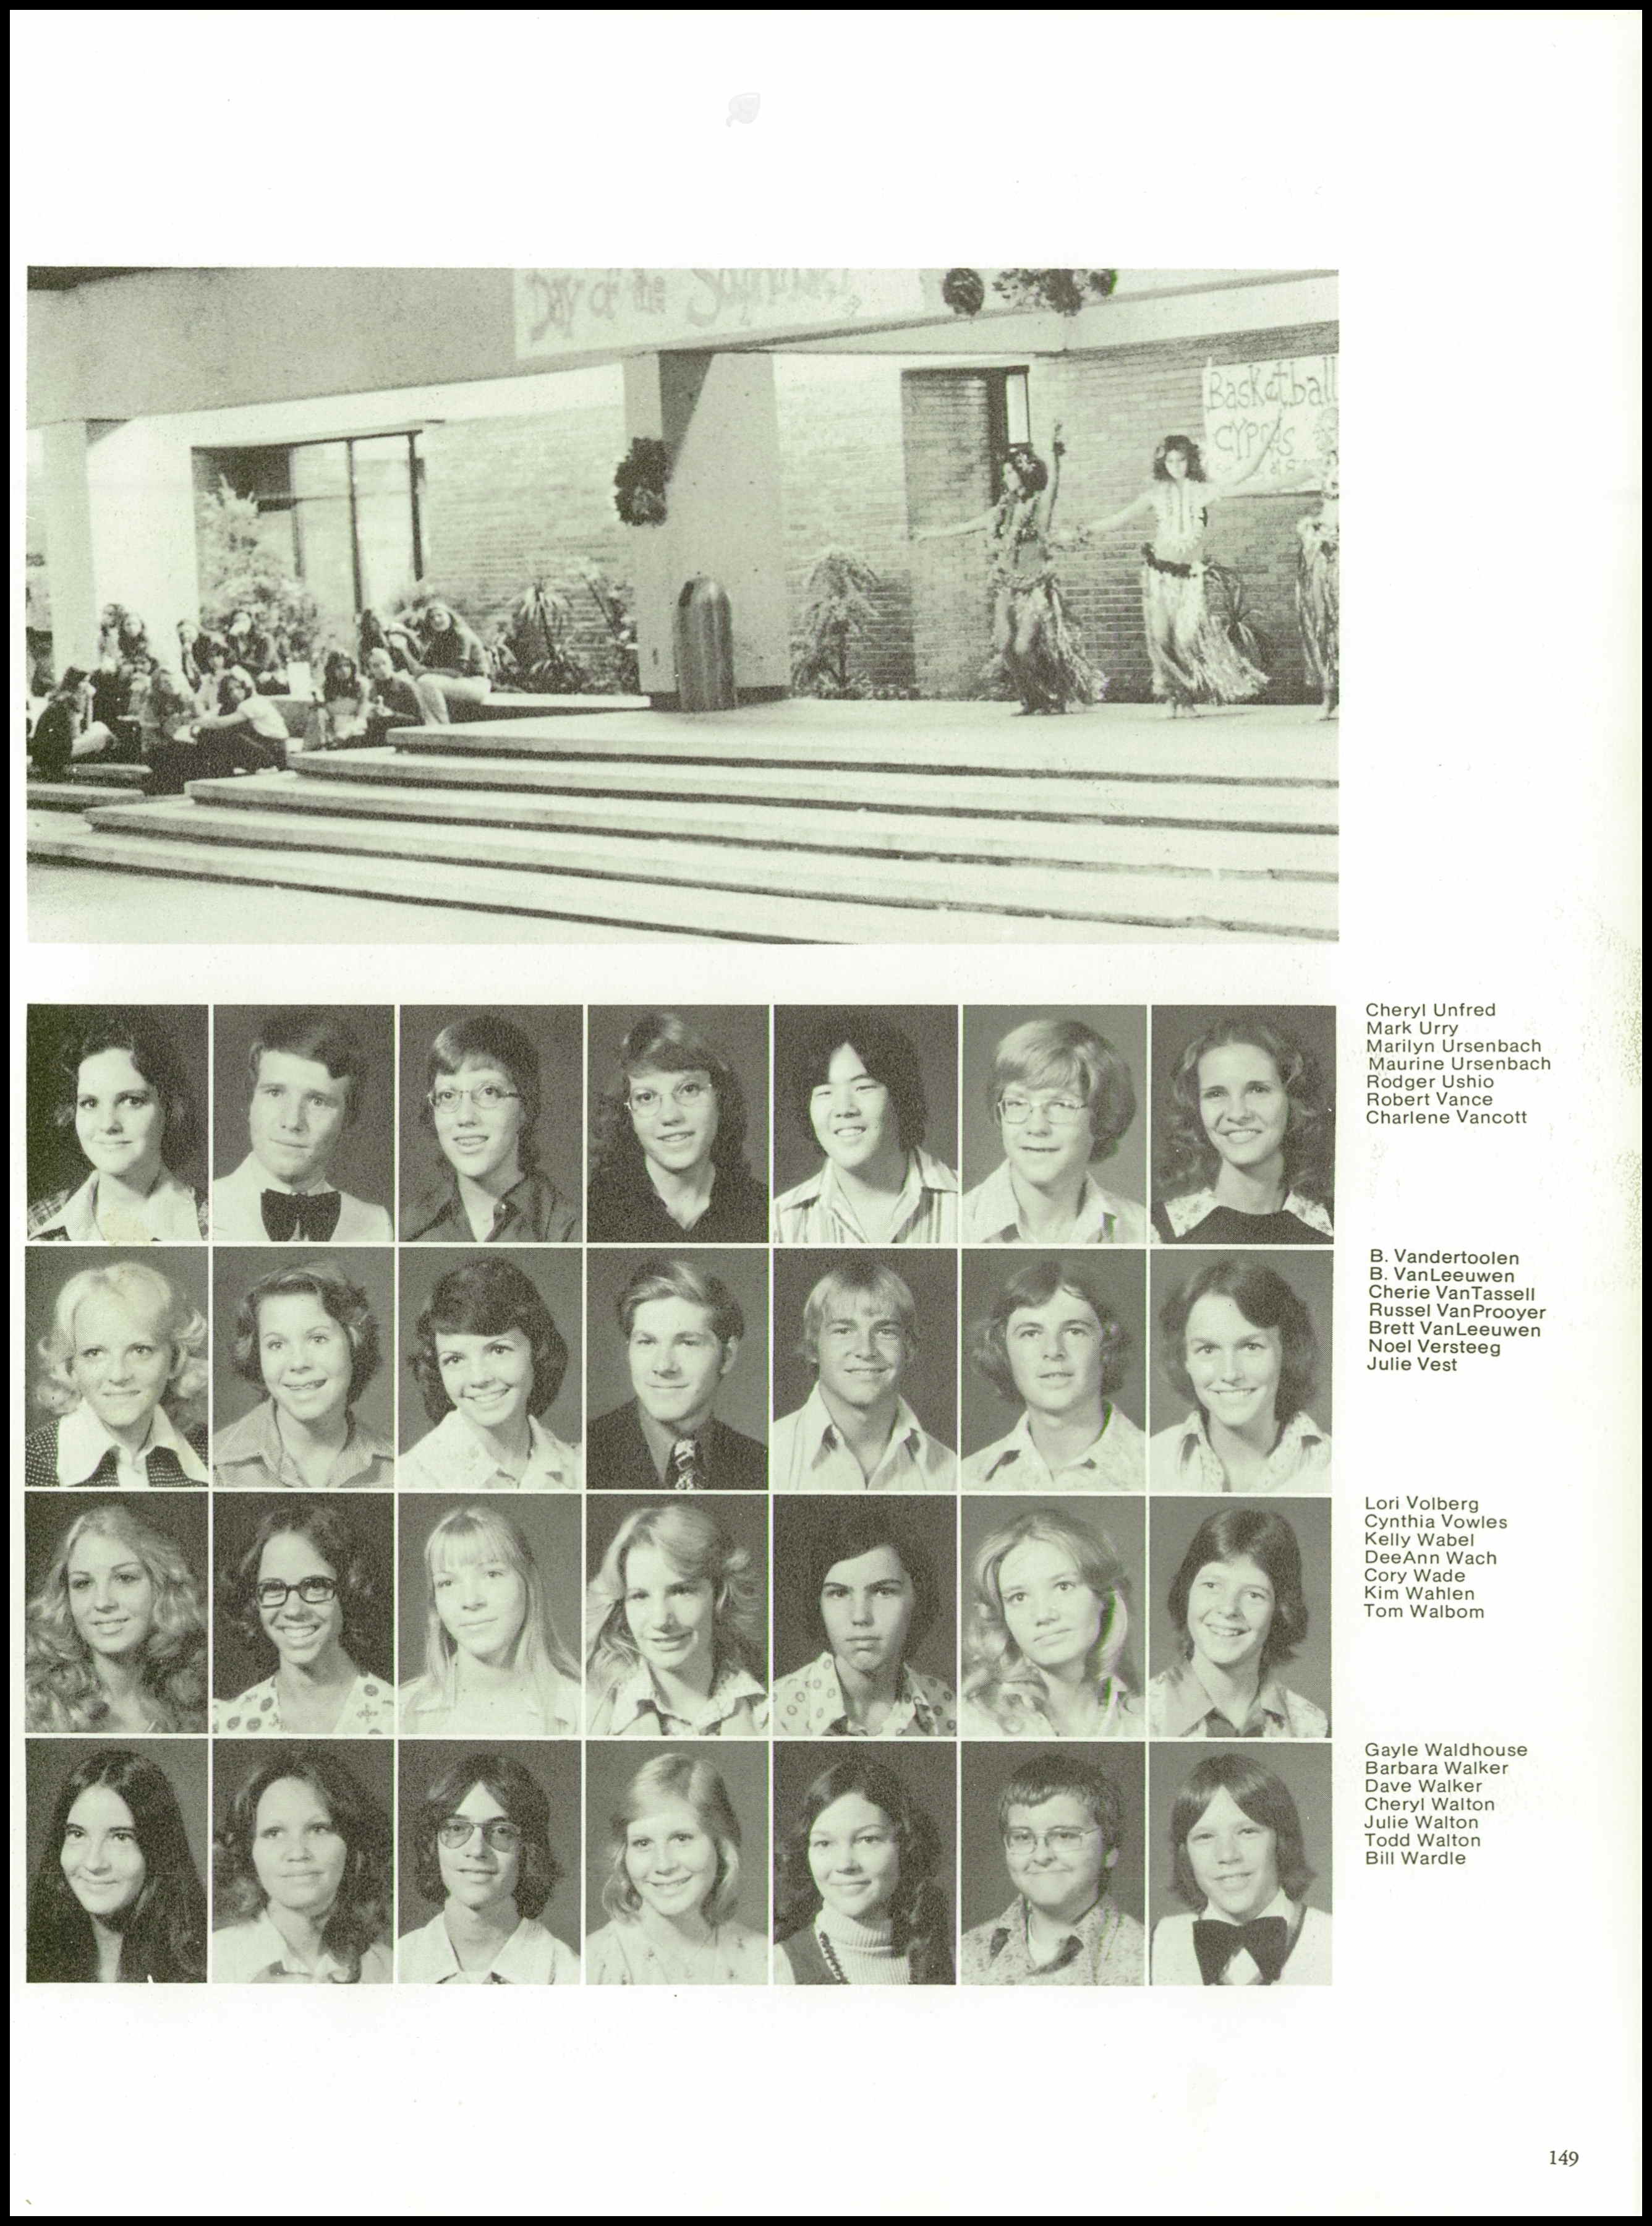 Day of the
Basketball
Cypres
Cheryl Unfred
Mark Urry
Marilyn Ursenbach
Maurine Ursenbach
Rodger Ushio
Robert Vance
Charlene Vancott
B. Vandertoolen
B. VanLeeuwen
Cherie VanTassell
Russel VanProoyer
Brett VanLeeuwen
Noel Versteeg
Julie Vest
Lori Volberg
Cynthia Vowles
Kelly Wabel
DeeAnn Wach
Cory Wade
Kim Wahlen
Tom Walbom
Gayle Waldhouse
Barbara Walker
Dave Walker
Cheryl Walton
Julie Walton
Todd Walton
Bill Wardle
149